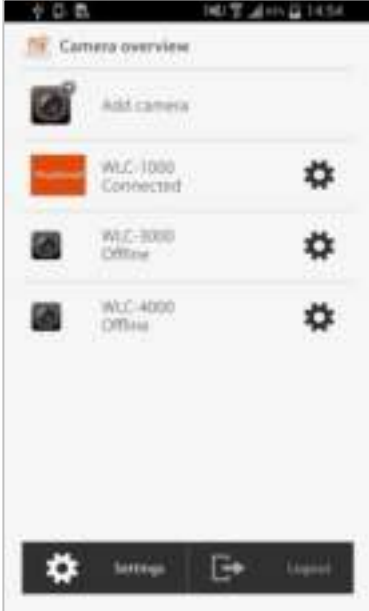 14:54
Camera overview
Add camera
WLC-1000
Connected
WLC-3000
Offline
WLC-4000
Offline
Settings
Logout